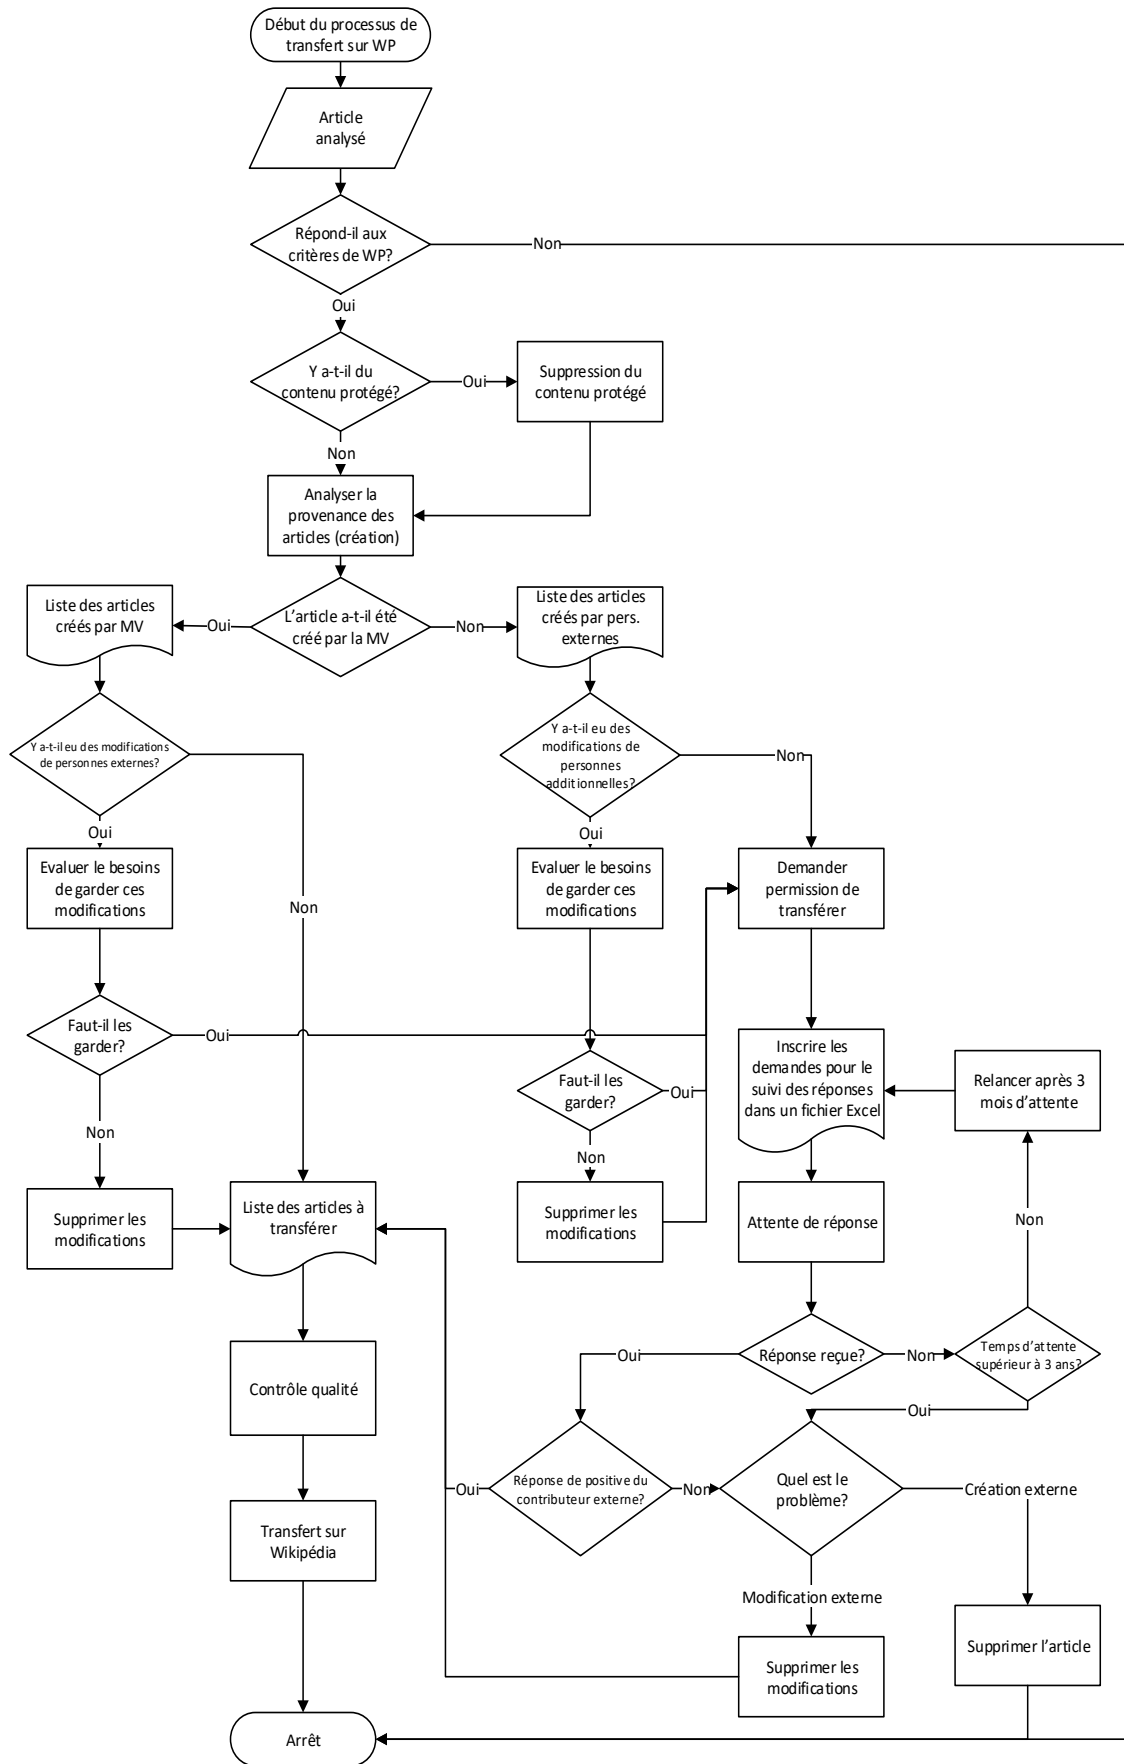 Début du processus de
transfert sur WP
Article
analysé
Répond-il aux
critères de WP?
Non
Oui
Y a-t-il du
contenu protégé?
Oui
Suppression du
contenu protégé
Non
Analyser la
provenance des
articles (création)
Liste des articles
créés par MV
Oui
L'article a-t-il été
créé par la MV
Non
Liste des articles
créés par pers.
externes
Y a-t-il eu des modifications
de personnes externes?
Y a-t-il eu des
modifications de
personnes
additionnelles?
Non
Oui
Oui
Evaluer le besoins
de garder ces
modifications
Non
Evaluer le besoins
de garder ces
modifications
Demander
permission de
transférer
Faut-il les
garder?
Oui
Faut-il les
garder?
Oui
Inscrire les
demandes pour le
suivi des réponses
dans un fichier Excel
Relancer après 3
mois d'attente
Non
Non
Supprimer les
modifications
Liste des articles à
transférer
Supprimer les
modifications
Attente de réponse
Non
Contrôle qualité
Oui
Réponse reçue?
Non
Temps d'attente
supérieur à 3 ans?
Oui
Oui
Réponse de positive du
contributeur externe?
Non
Quel est le
problème?
Création externe
Transfert sur
Wikipédia
Modification externe
Supprimer les
modifications
Supprimer l'article
Arrêt